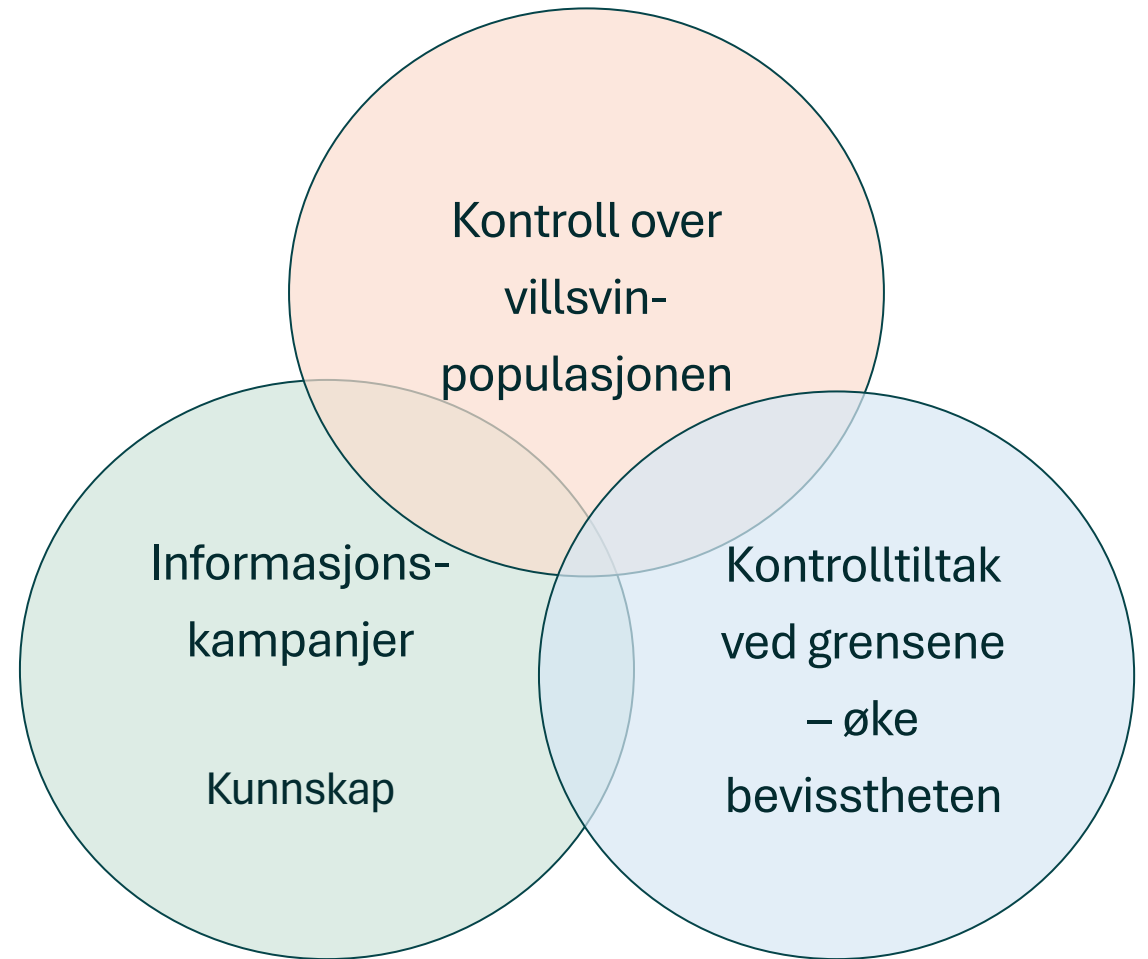 Kontroll over
villsvin-
populasjonen
Informasjons-
kampanjer
Kunnskap
Kontrolltiltak
ved grensene
– øke
bevisstheten